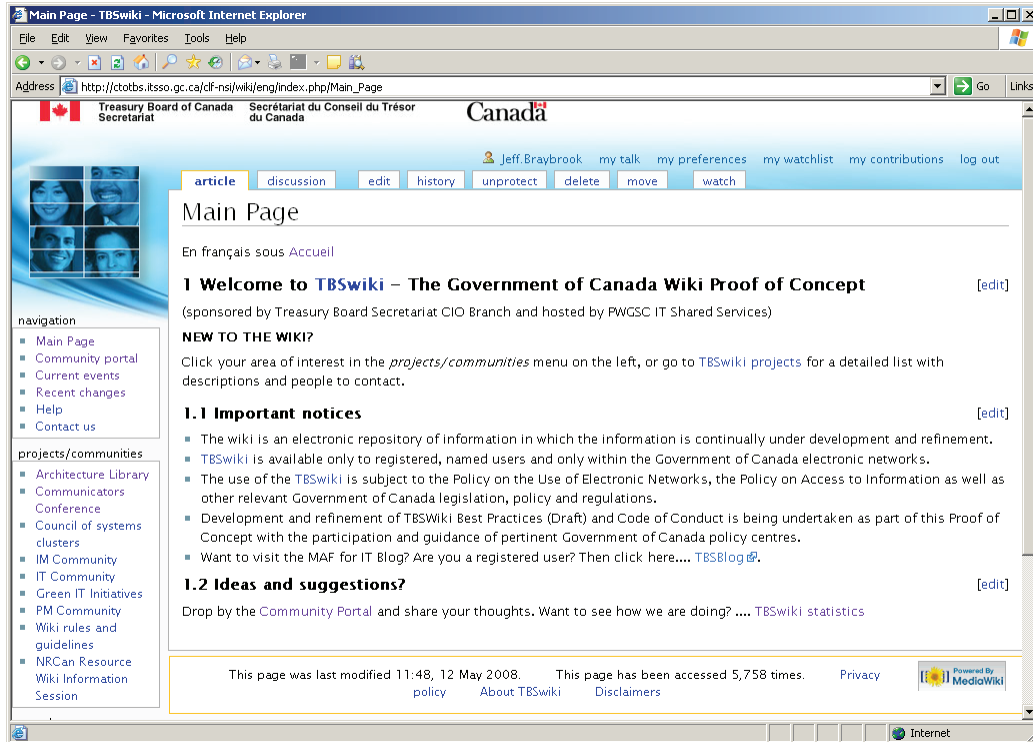 Main Page - TBSwiki - Microsoft Internet Explorer
File Edit View Favorites Tools Help
Address http://ctotbs.itsso.gc.ca/clf-nsi/wiki/eng/index.php/Main_Page Go Links
Treasury Board of Canada Secrétariat du Conseil du Trésor
Secretariat du Canada
Canada
Jeff.Braybrook my talk my preferences my watchlist my contributions log out
article discussion edit history unprotect delete move watch
Main Page
En français sous Accueil
1 Welcome to TBSwiki – The Government of Canada Wiki Proof of Concept [edit]
(sponsored by Treasury Board Secretariat CIO Branch and hosted by PWGSC IT Shared Services)
NEW TO THE WIKI?
Click your area of interest in the projects/communities menu on the left, or go to TBSwiki projects for a detailed list with
descriptions and people to contact.
1.1 Important notices [edit]
The wiki is an electronic repository of information in which the information is continually under development and refinement.
TBSwiki is available only to registered, named users and only within the Government of Canada electronic networks.
The use of the TBSwiki is subject to the Policy on the Use of Electronic Networks, the Policy on Access to Information as well as
other relevant Government of Canada legislation, policy and regulations.
Development and refinement of TBSWiki Best Practices (Draft) and Code of Conduct is being undertaken as part of this Proof of
Concept with the participation and guidance of pertinent Government of Canada policy centres.
Want to visit the MAF for IT Blog? Are you a registered user? Then click here.... TBSBlog.
1.2 Ideas and suggestions? [edit]
Drop by the Community Portal and share your thoughts. Want to see how we are doing? .... TBSwiki statistics
navigation
Main Page
Community portal
Current events
Recent changes
Help
Contact us
projects/communities
Architecture Library
Communicators
Conference
Council of systems
clusters
IM Community
IT Community
Green IT Initiatives
PM Community
Wiki rules and
guidelines
NRCan Resource
Wiki Information
Session
This page was last modified 11:48, 12 May 2008. This page has been accessed 5,758 times. Privacy
policy About TBSwiki Disclaimers
Powered By
MediaWiki
Internet